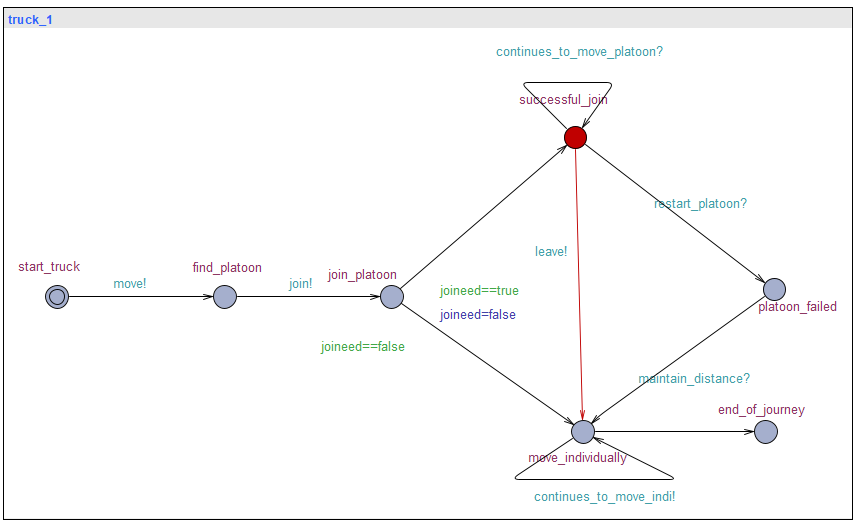 truck_1
continues_to_move_platoon?
successful_join
restart_platoon?
leave!
start_truck
find_platoon
join_platoon
move!
join!
joineed==true
joineed=false
joineed==false
platoon_failed
maintain_distance?
end_of_journey
move_individually
continues_to_move_indi!